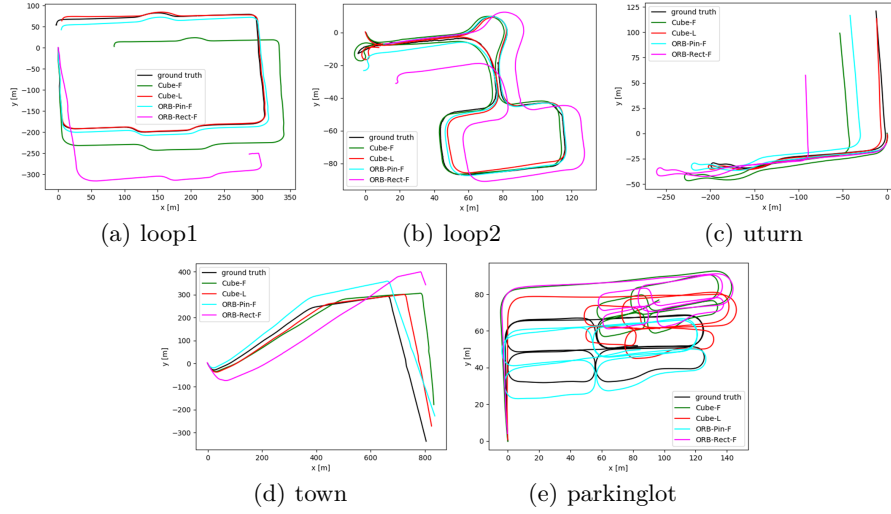 100
50
0
−50
−100
−150
−200
−250
−300
y [m]
0 50 100 150 200 250 300 350
x [m]
ground truth
Cube-F
Cube-L
ORB-Pin-F
ORB-Rect-F
(a) loop1
0
−20
−40
−60
−80
y [m]
0 20 40 60 80 100 120
x [m]
ground truth
Cube-F
Cube-L
ORB-Pin-F
ORB-Rect-F
(b) loop2
125
100
75
50
25
0
−25
−50
y [m]
−250 −200 −150 −100 −50 0
x [m]
ground truth
Cube-F
Cube-L
ORB-Pin-F
ORB-Rect-F
(c) uturn
400
300
200
100
0
−100
−200
−300
y [m]
0 200 400 600 800
x [m]
ground truth
Cube-F
Cube-L
ORB-Pin-F
ORB-Rect-F
(d) town
80
60
40
20
0
y [m]
0 20 40 60 80 100 120 140
x [m]
ground truth
Cube-F
Cube-L
ORB-Pin-F
ORB-Rect-F
(e) parkinglot